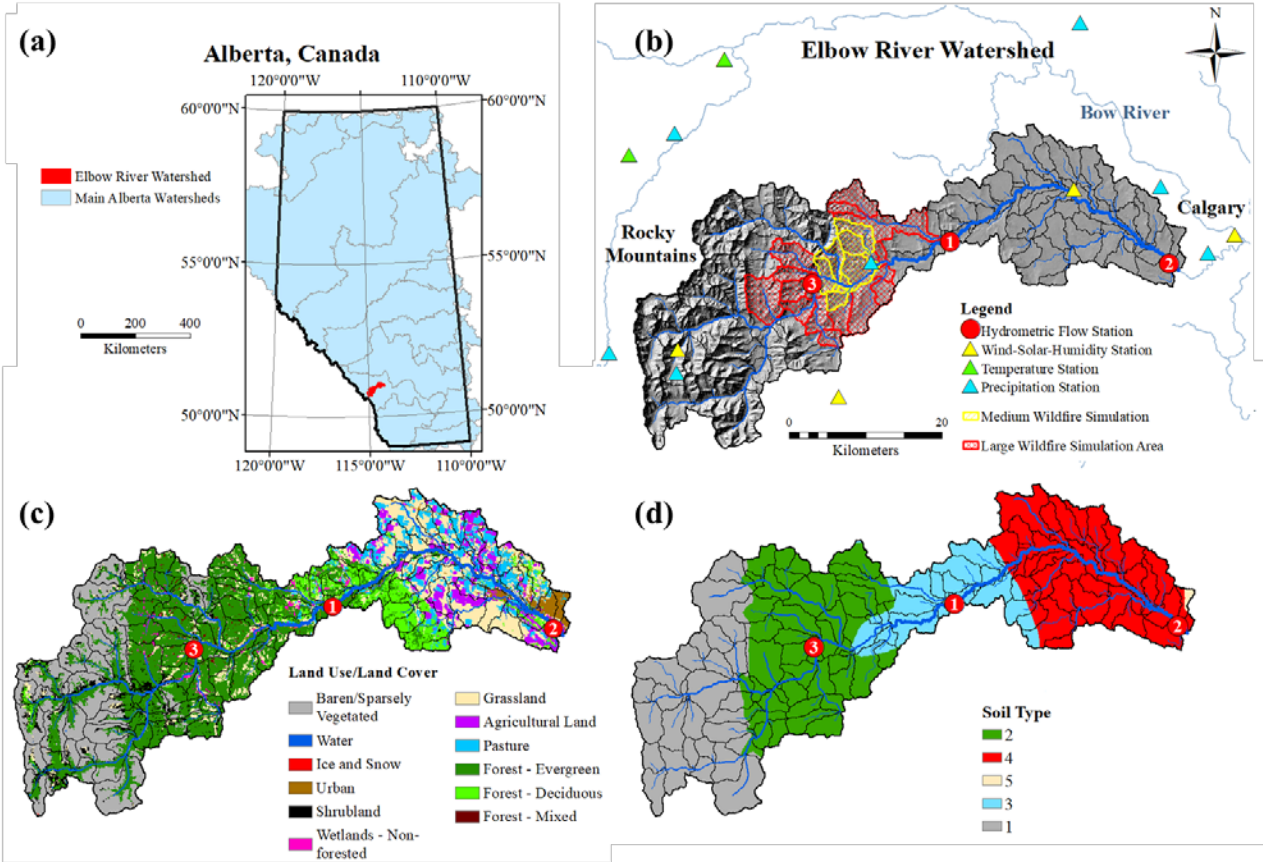 (a)
Alberta, Canada
120°0'0"W
110°0'0"W
60°0'0"N
60°0'0"N
Elbow River Watershed
Main Alberta Watersheds
55°0'0"N
55°0'0"N
0 200 400
Kilometers
50°0'0"N
50°0'0"N
120°0'0"W
115°0'0"W
110°0'0"W
(b)
Elbow River Watershed
N
Bow River
Calgary
Rocky
Mountains
1
2
3
Legend
Hydrometric Flow Station
Wind-Solar-Humidity Station
Temperature Station
Precipitation Station
Medium Wildfire Simulation
Large Wildfire Simulation Area
0 20
Kilometers
(c)
1
2
3
Land Use/Land Cover
Baren/Sparsely
Vegetated
Water
Ice and Snow
Urban
Shrubland
Wetlands - Non-
forested
Grassland
Agricultural Land
Pasture
Forest - Evergreen
Forest - Deciduous
Forest - Mixed
(d)
1
2
3
Soil Type
2
4
5
3
1